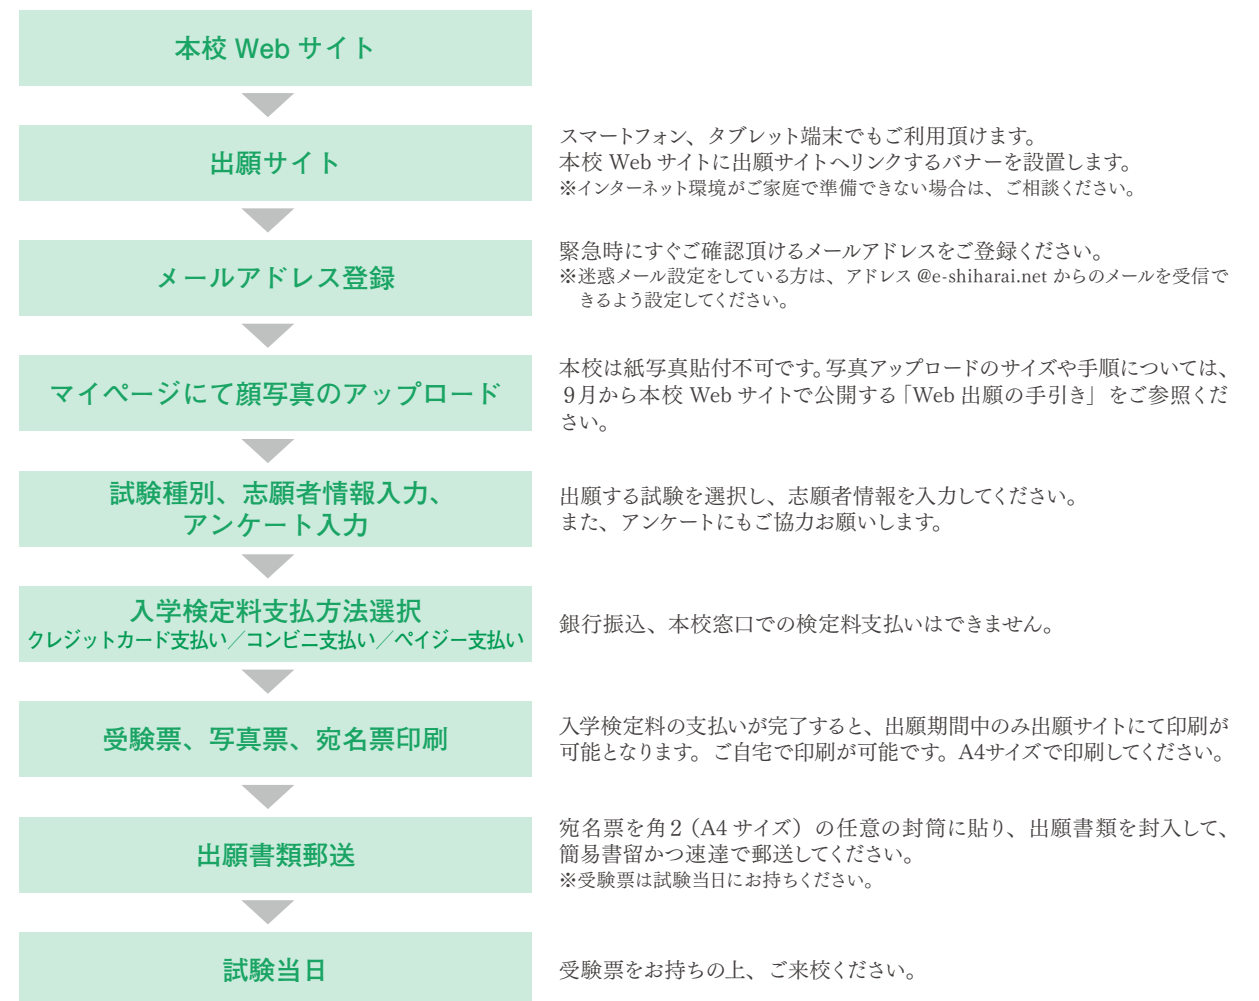 本校 Web サイト
出願サイト
スマートフォン、タブレット端末でもご利用頂けます。
本校 Web サイトに出願サイトへリンクするバナーを設置します。
※インターネット環境がご家庭で準備できない場合は、ご相談ください。
メールアドレス登録
緊急時にすぐご確認頂けるメールアドレスをご登録ください。
※迷惑メール設定をしている方は、アドレス @e-shiharai.net からのメールを受信で
きるよう設定してください。
マイページにて顔写真のアップロード
本校は紙写真貼付不可です。写真アップロードのサイズや手順については、
9月から本校 Web サイトで公開する「Web 出願の手引き」をご参照くだ
さい。
試験種別、志願者情報入力、
アンケート入力
出願する試験を選択し、志願者情報を入力してください。
また、アンケートにもご協力お願いします。
入学検定料支払方法選択
クレジットカード支払い／コンビニ支払い／ペイジー支払い
銀行振込、本校窓口での検定料支払いはできません。
受験票、写真票、宛名票印刷
入学検定料の支払いが完了すると、出願期間中のみ出願サイトにて印刷が
可能となります。ご自宅で印刷が可能です。A4サイズで印刷してください。
出願書類郵送
宛名票を角2（A4 サイズ）の任意の封筒に貼り、出願書類を封入して、
簡易書留かつ速達で郵送してください。
※受験票は試験当日にお持ちください。
試験当日
受験票をお持ちの上、ご来校ください。